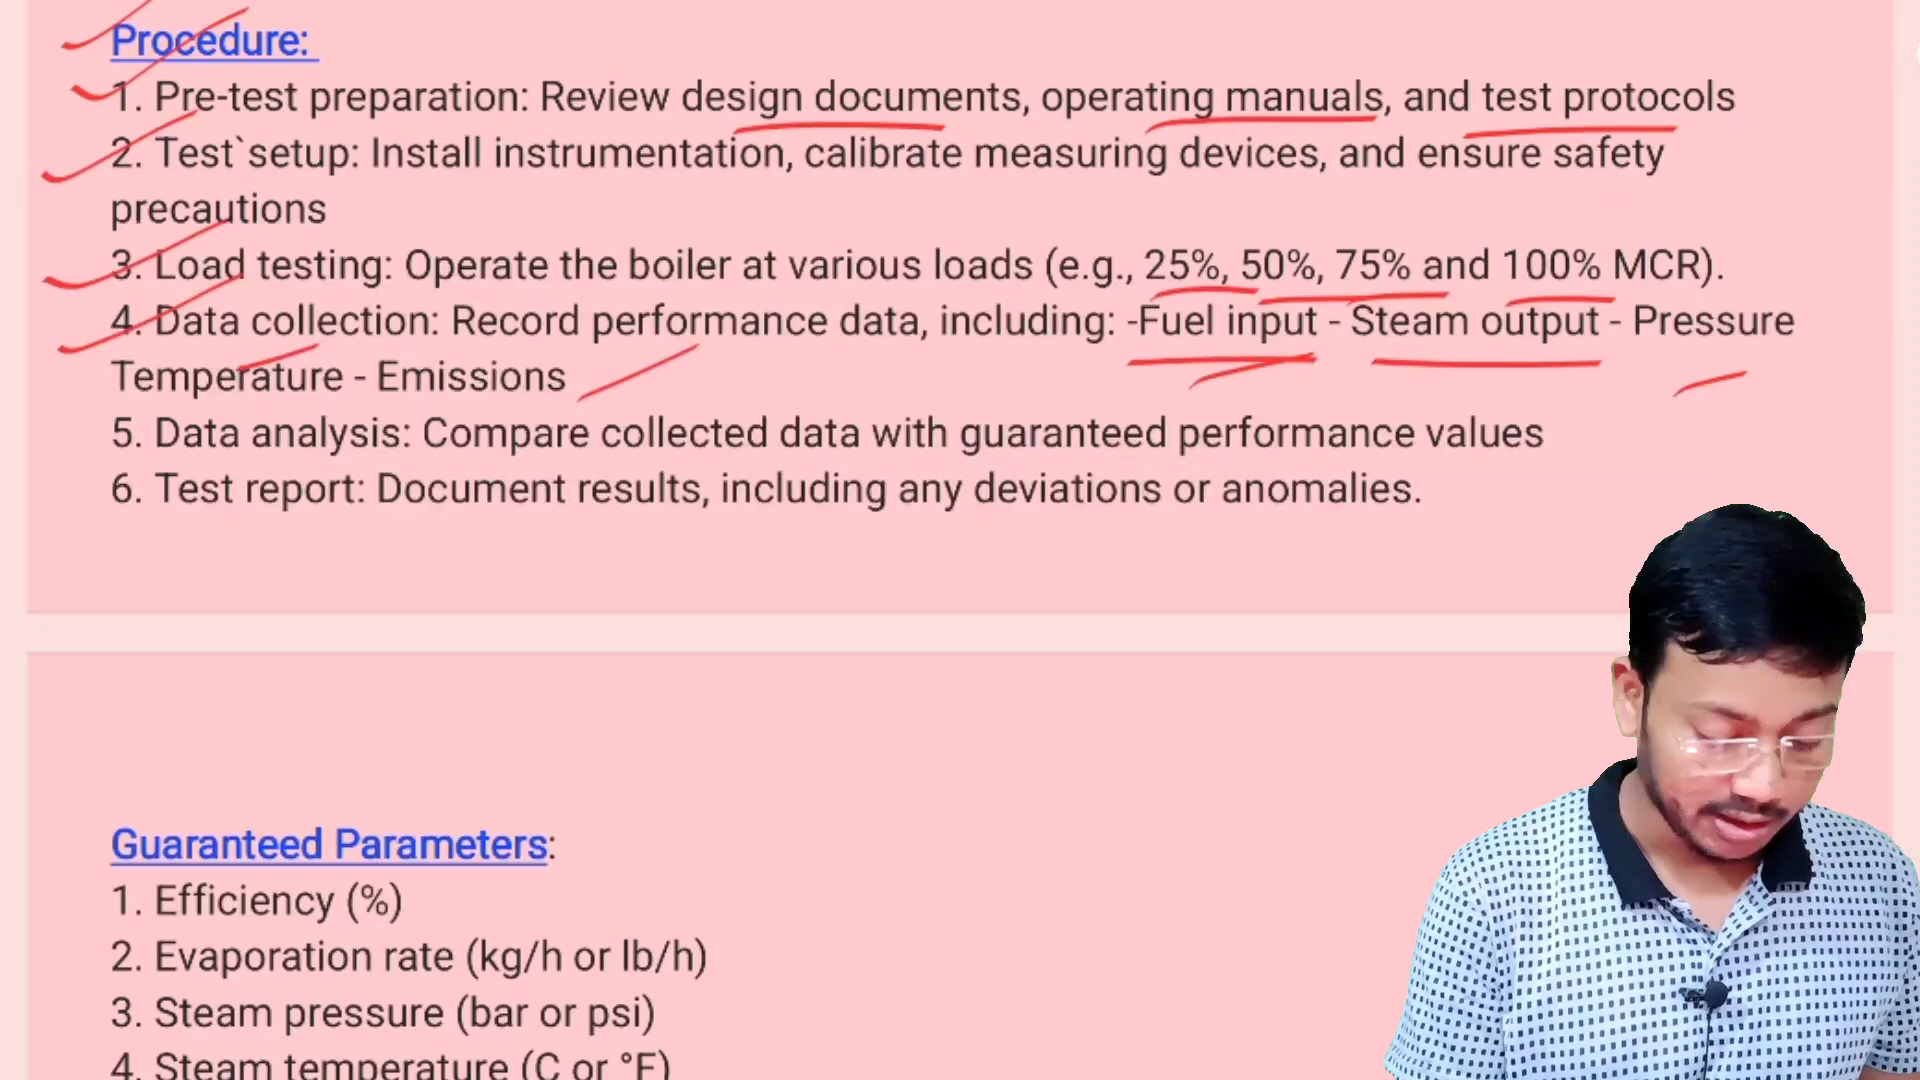 Procedure:
1. Pre-test preparation: Review design documents, operating manuals, and test protocols
2. Test`setup: Install instrumentation, calibrate measuring devices, and ensure safety
precautions
3. Load testing: Operate the boiler at various loads (e.g., 25%, 50%, 75% and 100% MCR).
4. Data collection: Record performance data, including: -Fuel input - Steam output - Pressure
Temperature - Emissions
5. Data analysis: Compare collected data with guaranteed performance values
6. Test report: Document results, including any deviations or anomalies.
Guaranteed Parameters:
1. Efficiency (%)
2. Evaporation rate (kg/h or lb/h)
3. Steam pressure (bar or psi)
4. Steam temperature (C or °F)